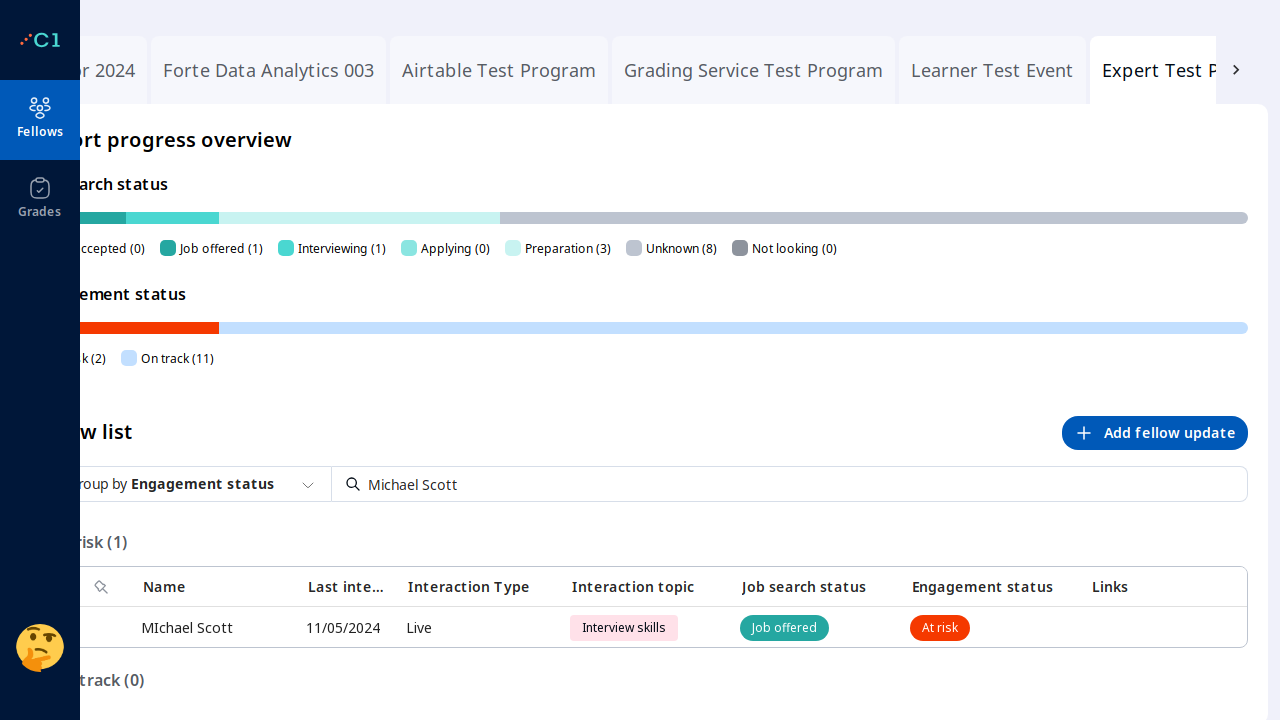 C1
Fellows
Grades
or 2024
Forte Data Analytics 003
Airtable Test Program
Grading Service Test Program
Learner Test Event
Expert Test P
ort progress overview
arch status
ccepted (0)
Job offered (1)
Interviewing (1)
Applying (0)
Preparation (3)
Unknown (8)
Not looking (0)
ement status
k (2)
On track (11)
w list
Add fellow update
roup by Engagement status
Michael Scott
risk (1)
Name
Last inte...
Interaction Type
Interaction topic
Job search status
Engagement status
Links
MIchael Scott
11/05/2024
Live
Interview skills
Job offered
At risk
track (0)